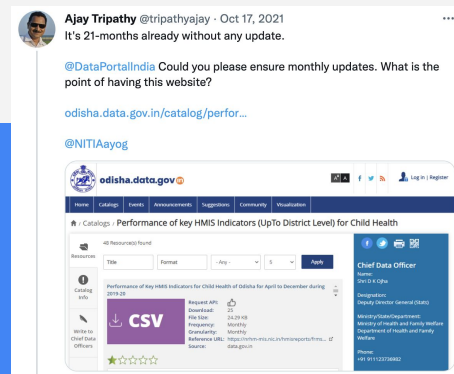 Ajay Tripathy @tripathyajay · Oct 17, 2021
It's 21-months already without any update.
@DataPortalIndia Could you please ensure monthly updates. What is the
point of having this website?
odisha.data.gov.in/catalog/perfor...
@NITIAayog
odisha.data.gov in
A A
Log in | Register
Home Catalogs Events Announcements Suggestions Community Visualization
/ Catalogs / Performance of key HMIS Indicators (UpTo District Level) for Child Health
Resources
48 Resource(s) found
Title Format - Any - 5 Apply
Catalog
Info
Performance of Key HMIS Indicators for Child Health of Odisha for April to December during
2019-20
CSV
Request API:
Download: 25
File Size: 24.29 KB
Frequency: Monthly
Granularity: Monthly
Reference URL: https://nrhm-mis.nic.in/hmisreports/frms...
Source: data.gov.in
Write to
Chief Data
Officers
Chief Data Officer
Name:
Shri D K Ojha
Designation:
Deputy Director General (Stats)
Ministry/State/Department:
Ministry of Health and Family Welfare
Department of Health and Family
Welfare
Phone:
+91 911123736982